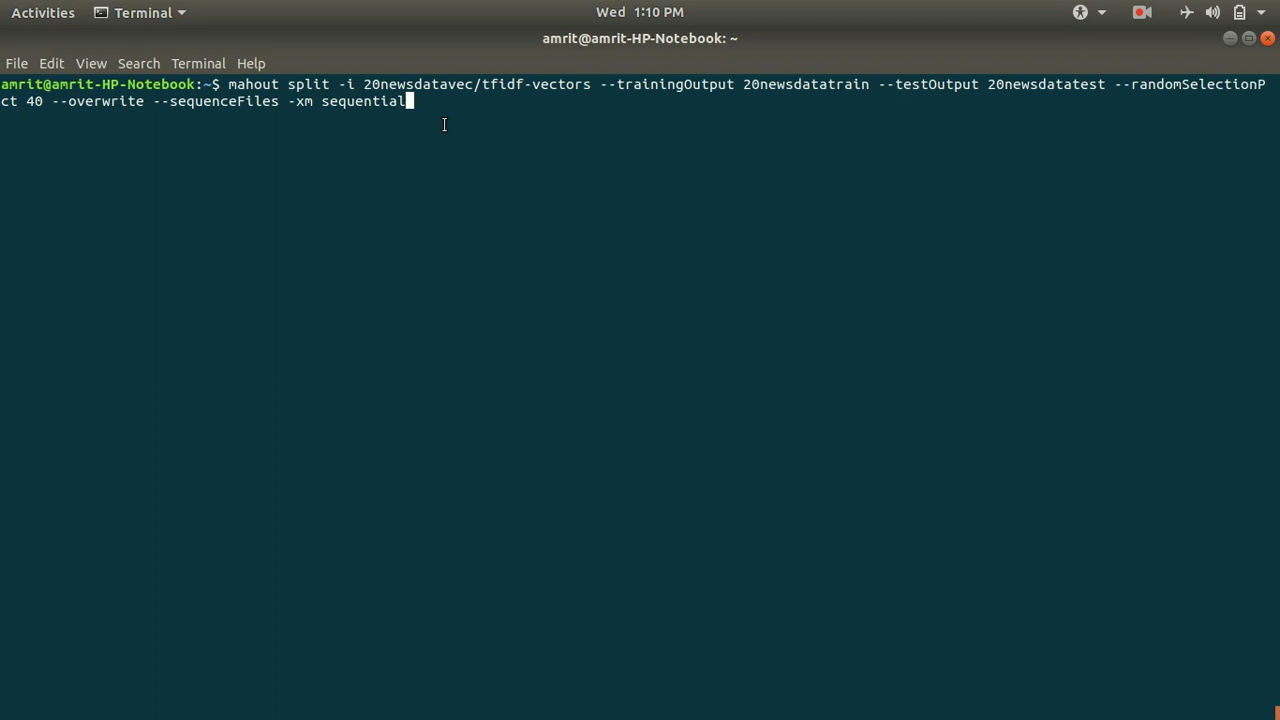 Activities Terminal Wed 1:10 PM
amrit@amrit-HP-Notebook: ~
File Edit View Search Terminal Help
amrit@amrit-HP-Notebook:~$ mahout split -i 20newsdatavec/tfidf-vectors --trainingOutput 20newsdatatrain --testOutput 20newsdatatest --randomSelectionP
ct 40 --overwrite --sequenceFiles -xm sequential